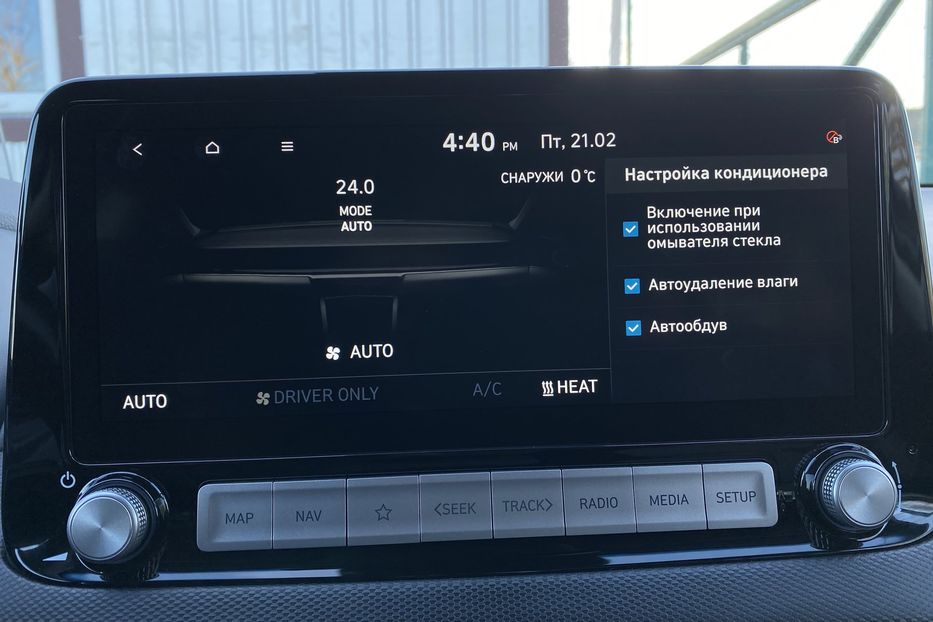 4:40 PM Пт, 21.02
СНАРУЖИ 0°C
24.0
MODE
AUTO
AUTO
Настройка кондиционера
Включение при
использовании
омывателя стекла
Автоудаление влаги
Автообдув
AUTO DRIVER ONLY A/C HEAT
MAP NAV <SEEK TRACK> RADIO MEDIA SETUP